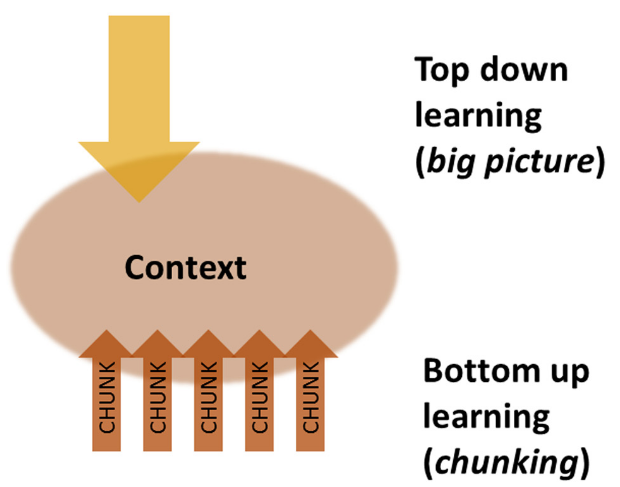 Top down
learning
(big picture)
Context
CHUNK
CHUNK
CHUNK
CHUNK
CHUNK
Bottom up
learning
(chunking)